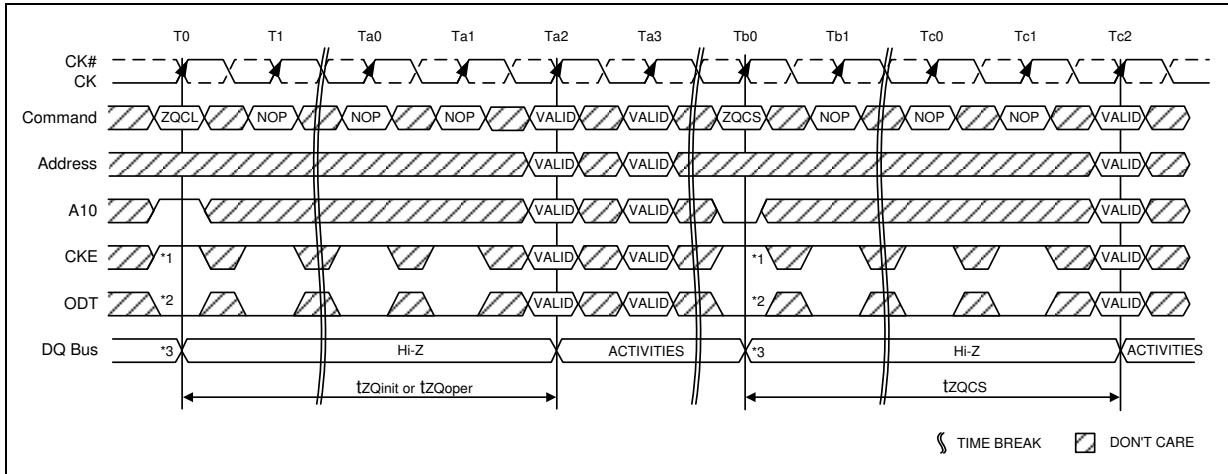 T0 T1 Ta0 Ta1 Ta2 Ta3 Tb0 Tb1 Tc0 Tc1 Tc2
CK#
CK
Command ZQCL NOP NOP NOP VALID VALID ZQCS NOP NOP NOP VALID
Address VALID VALID VALID
A10 VALID VALID VALID
CKE *1 VALID VALID *1 VALID
ODT *2 VALID VALID *2 VALID
DQ Bus *3 Hi-Z ACTIVITIES *3 Hi-Z ACTIVITIES
tZQinit or tZQoper tZQCS
TIME BREAK DON'T CARE